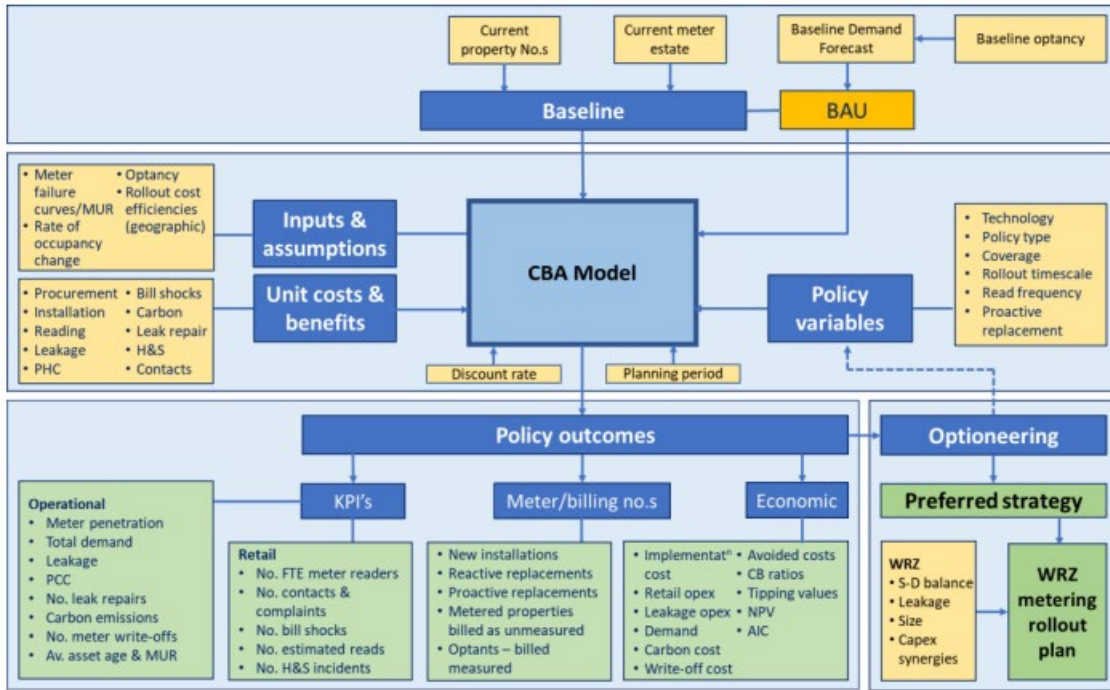 Current
property No.s
Current meter
estate
Baseline Demand
Forecast
Baseline optancy
Baseline
BAU
• Meter
failure
curves/MUR
• Rate of
occupancy
change
• Optancy
• Rollout cost
efficiencies
(geographic)
Inputs &
assumptions
• Procurement
• Installation
• Reading
• Leakage
• PHC
• Bill shocks
• Carbon
• Leak repair
• H&S
• Contacts
Unit costs &
benefits
CBA Model
Discount rate
Planning period
Policy
variables
• Technology
• Policy type
• Coverage
• Rollout timescale
• Read frequency
• Proactive
replacement
Policy outcomes
KPI's
Meter/billing no.s
Economic
Operational
• Meter penetration
• Total demand
• Leakage
• PCC
• No. leak repairs
• Carbon emissions
• No. meter write-offs
• Av. asset age & MUR
Retail
• No. FTE meter readers
• No. contacts &
complaints
• No. bill shocks
• No. estimated reads
• No. H&S incidents
• New installations
• Reactive replacements
• Proactive replacements
• Metered properties
billed as unmeasured
• Optants – billed
measured
• Implementatⁿ
cost
• Retail opex
• Leakage opex
• Demand
• Carbon cost
• Write-off cost
• Avoided costs
• CB ratios
• Tipping values
• NPV
• AIC
Optioneering
Preferred strategy
WRZ
• S-D balance
• Leakage
• Size
• Capex
synergies
WRZ
metering
rollout
plan